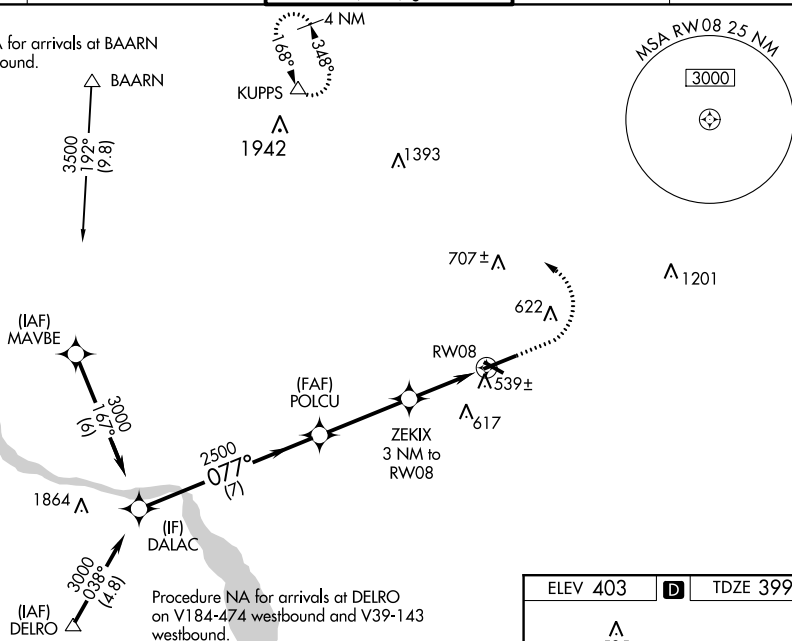 A for arrivals at BAARN
ound.
BAARN
3500
192°
(9.8)
4 NM
168°
348°
KUPPS
1942
1393
MSA RW08 25 NM
3000
707±
1201
622
(IAF)
MAVBE
3000
167°
(6)
RW08
539±
617
(FAF)
POLCU
ZEKIX
3 NM to
RW08
2500
077°
(7)
1864
(IF)
DALAC
3000
038°
(4.8)
(IAF)
DELRO
Procedure NA for arrivals at DELRO
on V184-474 westbound and V39-143
westbound.
ELEV 403 D TDZE 399